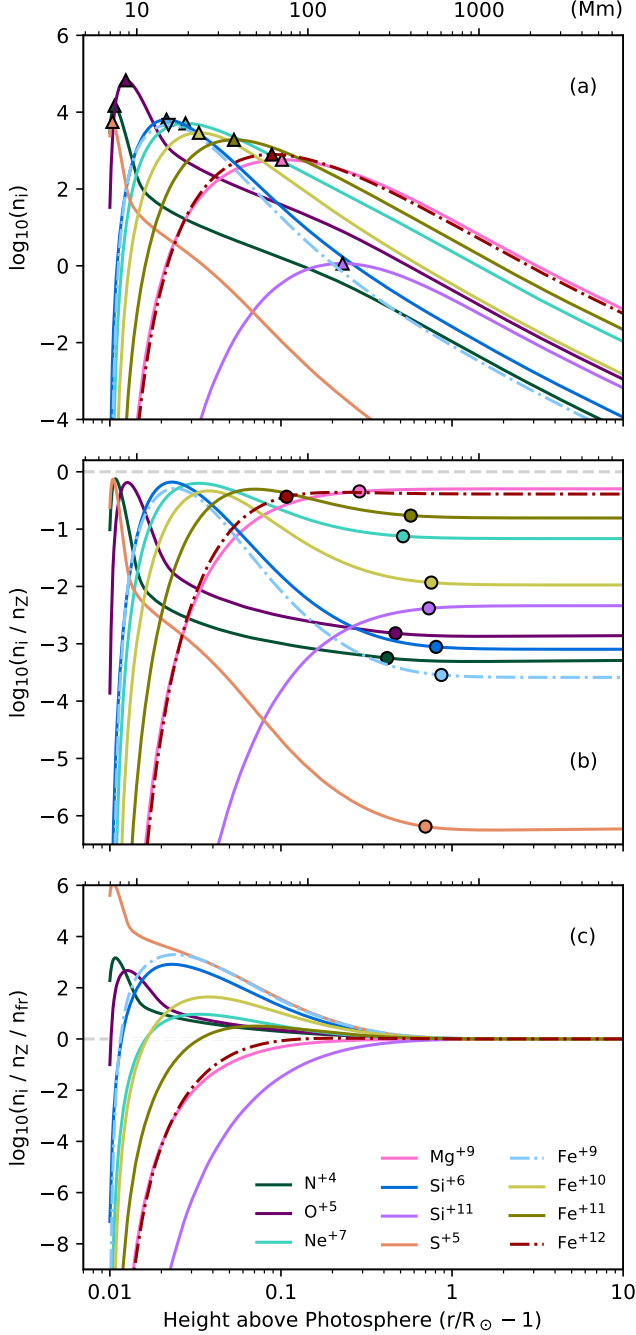 10 100 1000 (Mm)
6
4
2
0
−2
−4
log₁₀(nᵢ)
(a)
0
−1
−2
−3
−4
−5
−6
log₁₀(nᵢ / n_Z)
(b)
6
4
2
0
−2
−4
−6
−8
log₁₀(nᵢ / n_Z / n_fr)
(c)
N⁺⁴
O⁺⁵
Ne⁺⁷
Mg⁺⁹
Si⁺⁶
Si⁺¹¹
S⁺⁵
Fe⁺⁹
Fe⁺¹⁰
Fe⁺¹¹
Fe⁺¹²
0.01 0.1 1 10
Height above Photosphere (r/R⊙ − 1)